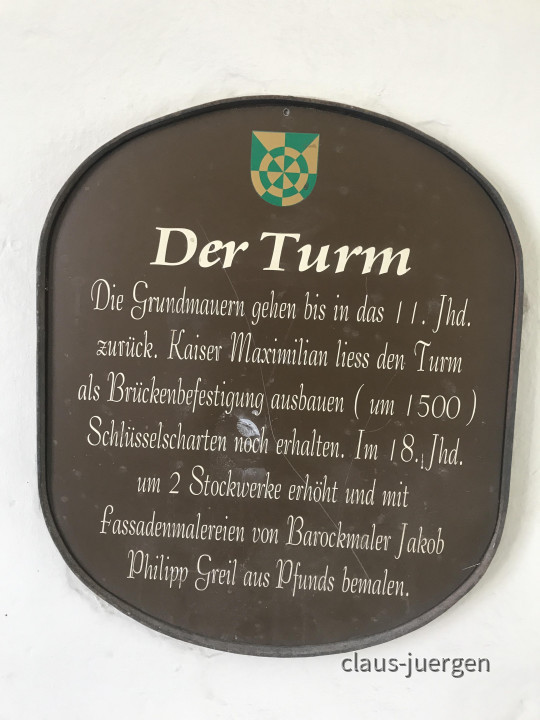 Der Turm
Die Grundmauern gehen bis in das 11. Jhd.
zurück. Kaiser Maximilian liess den Turm
als Brückenbefestigung ausbauen ( um 1500 )
Schlüsselscharten noch erhalten. Im 18. Jhd.
um 2 Stockwerke erhöht und mit
Fassadenmalereien von Barockmaler Jakob
Philipp Greil aus Pfunds bemalen.
claus-juergen